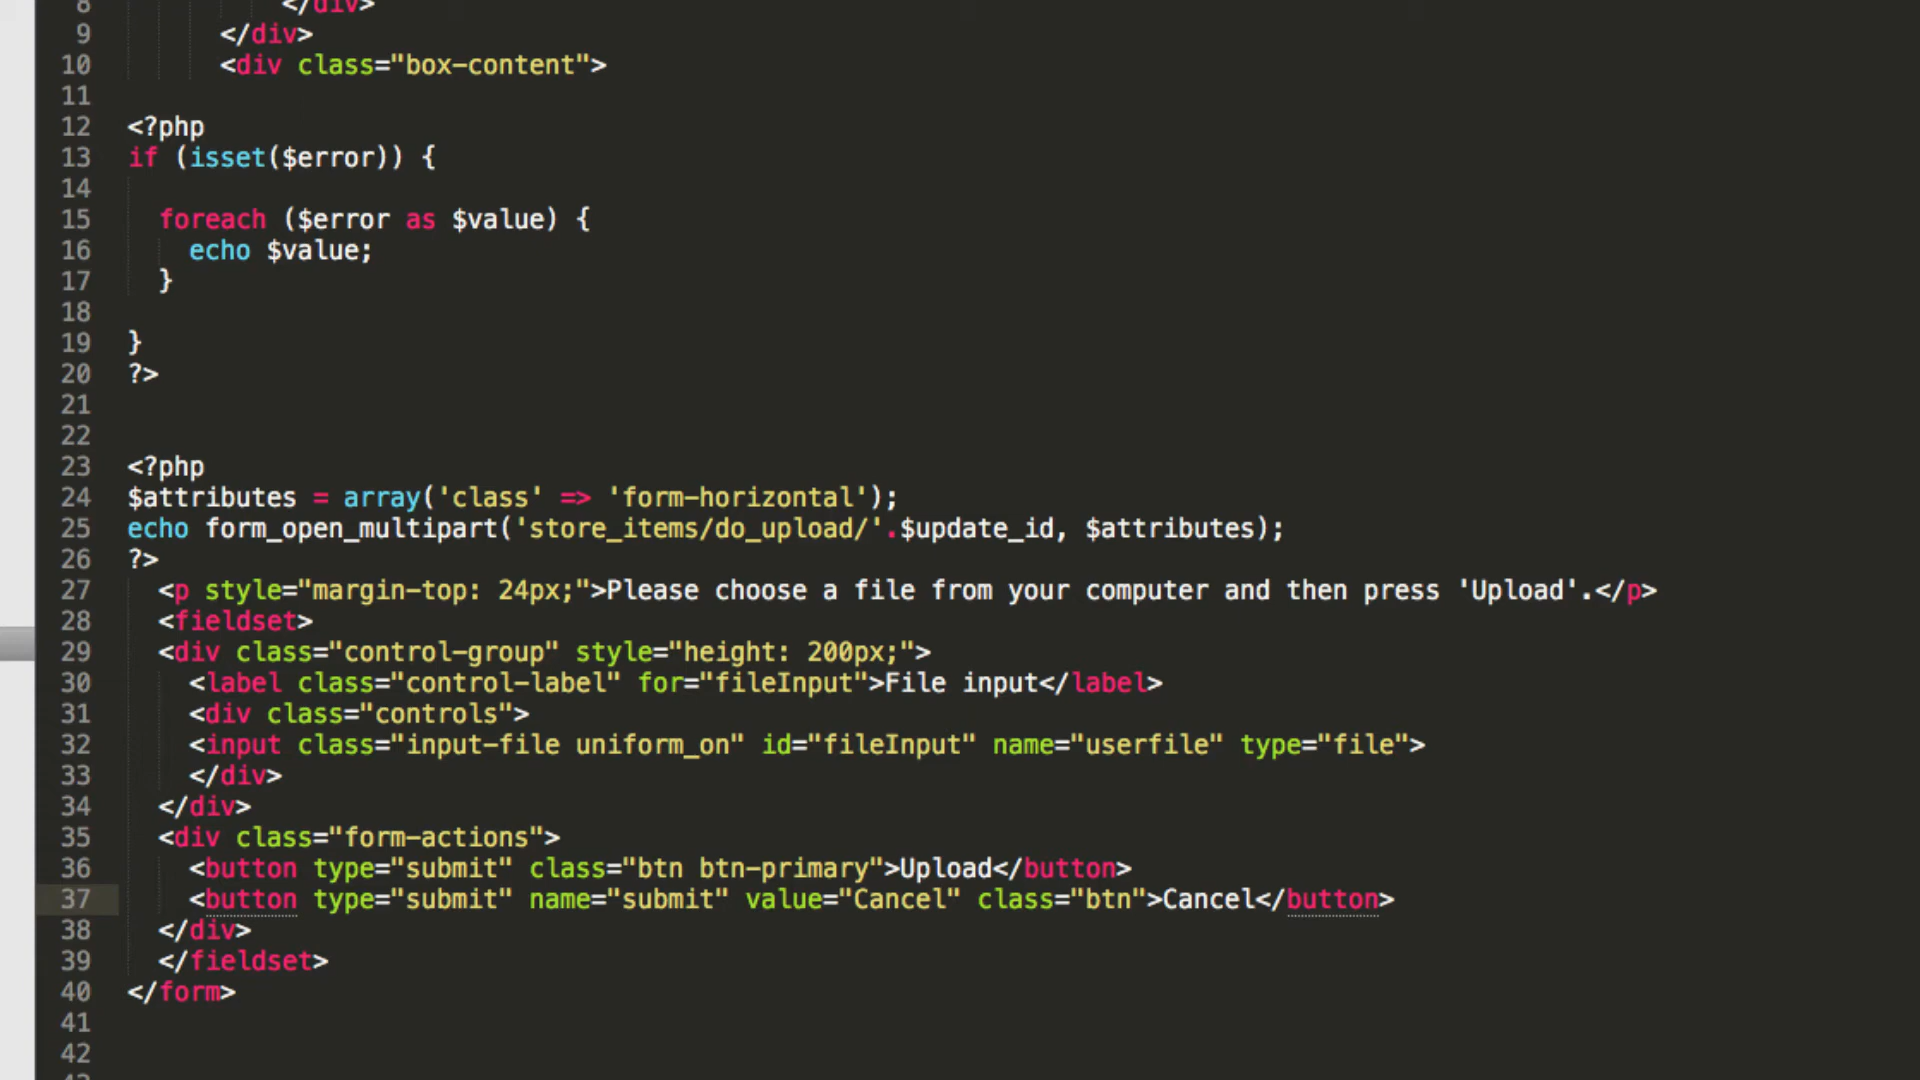 8 </div>
9 </div>
10 <div class="box-content">
11
12 <?php
13 if (isset($error)) {
14
15 foreach ($error as $value) {
16 echo $value;
17 }
18
19 }
20 ?>
21
22
23 <?php
24 $attributes = array('class' => 'form-horizontal');
25 echo form_open_multipart('store_items/do_upload/'.$update_id, $attributes);
26 ?>
27 <p style="margin-top: 24px;">Please choose a file from your computer and then press 'Upload'.</p>
28 <fieldset>
29 <div class="control-group" style="height: 200px;">
30 <label class="control-label" for="fileInput">File input</label>
31 <div class="controls">
32 <input class="input-file uniform_on" id="fileInput" name="userfile" type="file">
33 </div>
34 </div>
35 <div class="form-actions">
36 <button type="submit" class="btn btn-primary">Upload</button>
37 <button type="submit" name="submit" value="Cancel" class="btn">Cancel</button>
38 </div>
39 </fieldset>
40 </form>
41
42